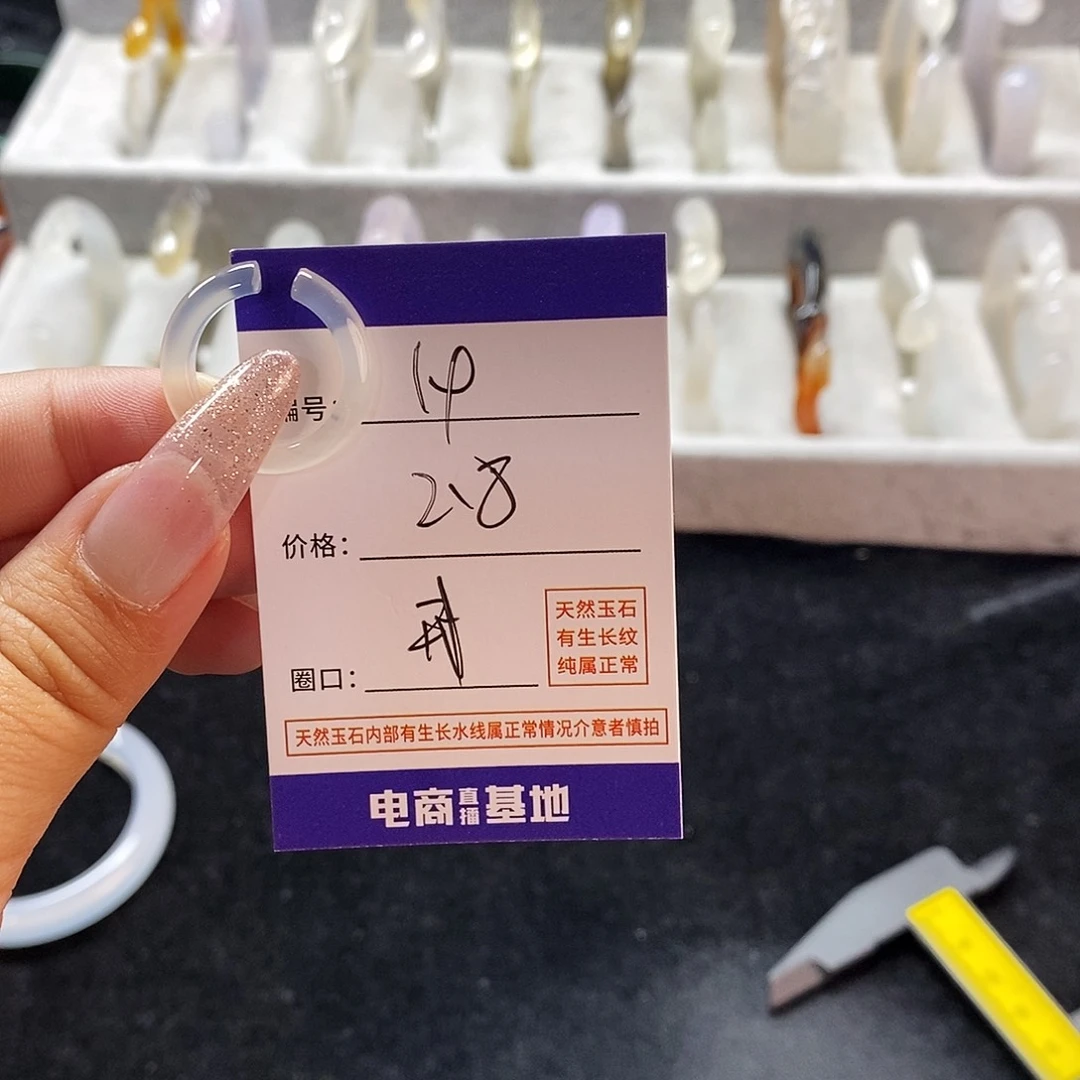 编号: 14
价格: 2.8
圈口:
天然玉石
有生长纹
纯属正常
天然玉石内部有生长水线属正常情况介意者慎拍
电商直播基地